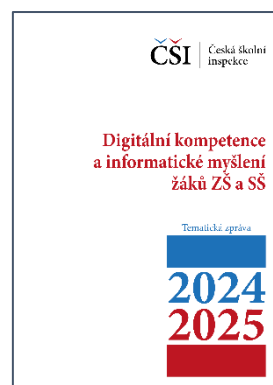 ČŠI
Česká školní
inspekce
Digitální kompetence
a informatické myšlení
žáků ZŠ a SŠ
Tematická zpráva
2024
2025